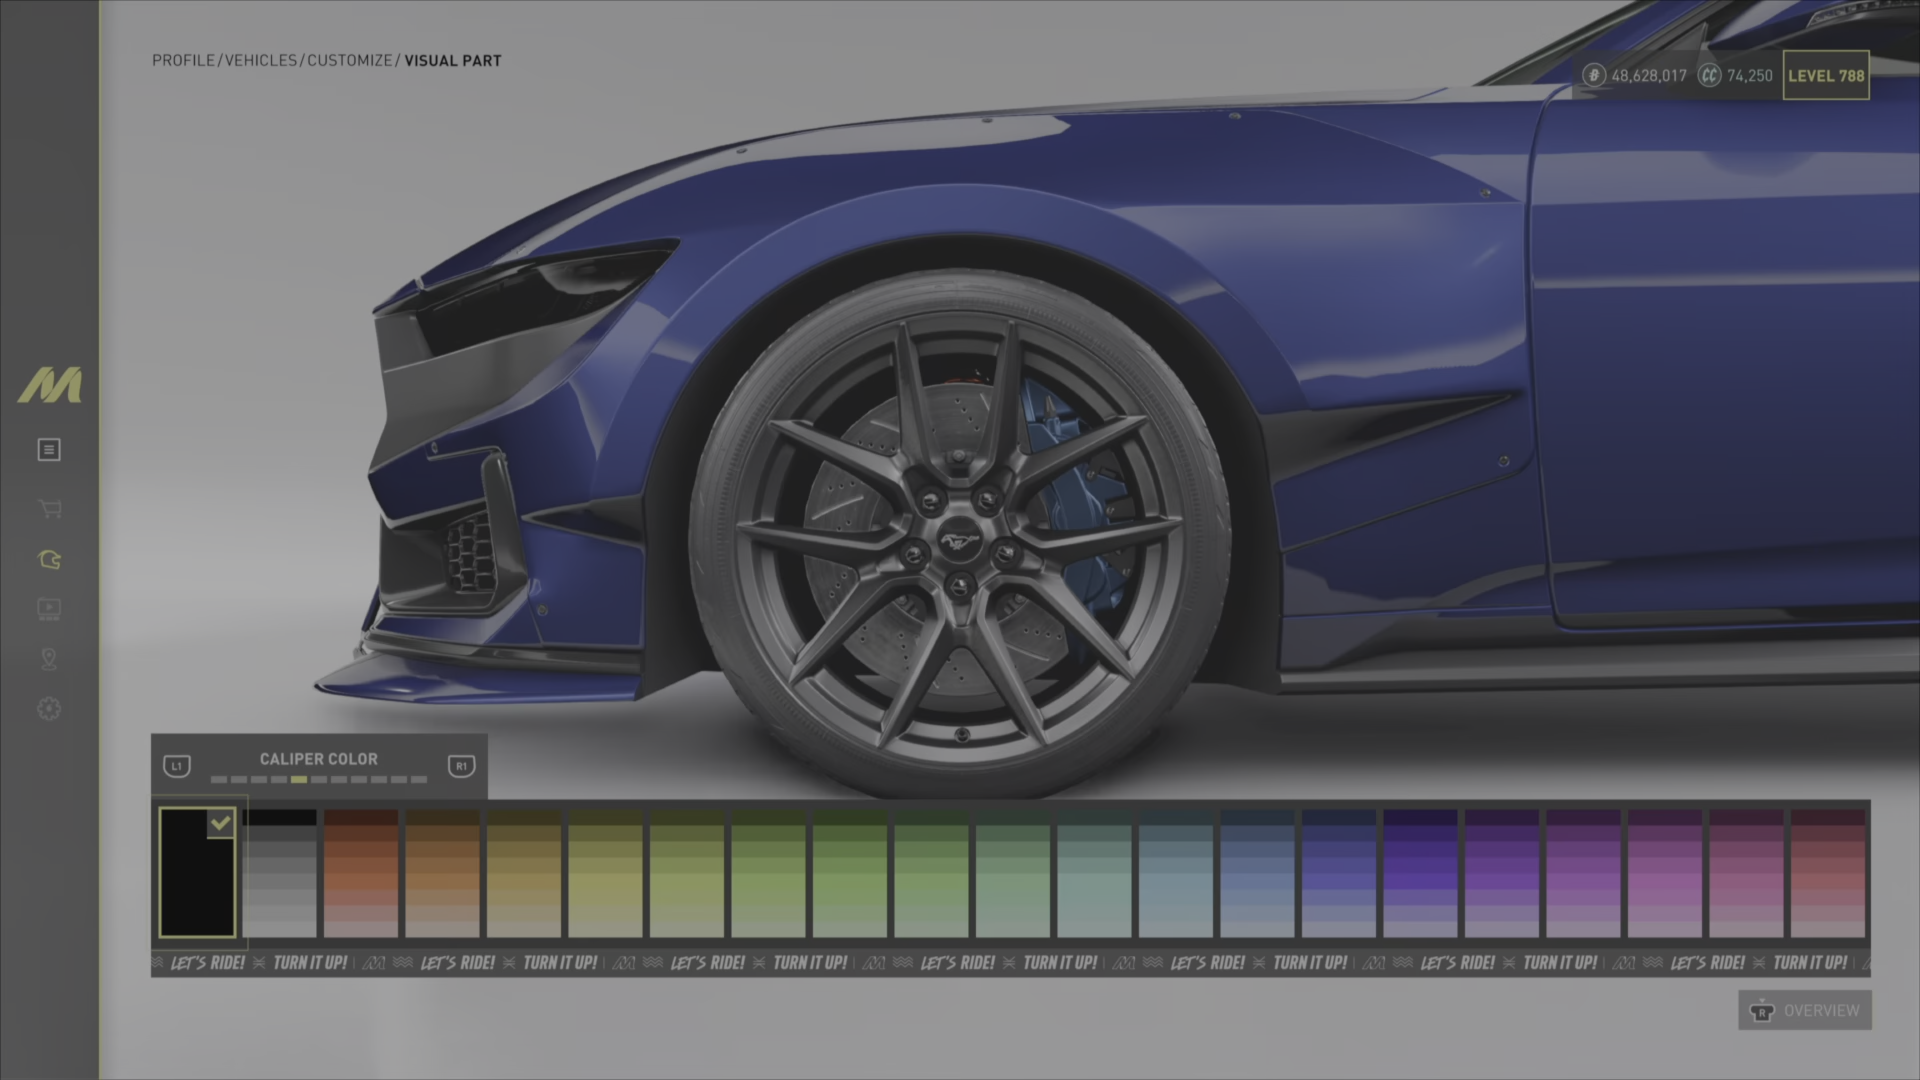 PROFILE/VEHICLES/CUSTOMIZE/ VISUAL PART
48,628,017 CC 74,250 LEVEL 788
L1 CALIPER COLOR R1
LET'S RIDE! TURN IT UP! LET'S RIDE! TURN IT UP! LET'S RIDE! TURN IT UP! LET'S RIDE! TURN IT UP! LET'S RIDE! TURN IT UP! LET'S RIDE! TURN IT UP! LET'S RIDE! TURN IT UP!
R OVERVIEW